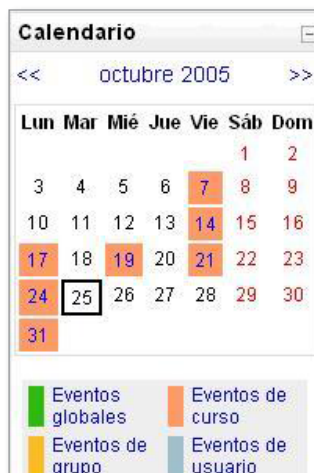 Calendario
<< octubre 2005 >>
Lun Mar Mié Jue Vie Sáb Dom
1 2
3 4 5 6 7 8 9
10 11 12 13 14 15 16
17 18 19 20 21 22 23
24 25 26 27 28 29 30
31
Eventos globales
Eventos de curso
Eventos de grupo
Eventos de usuario